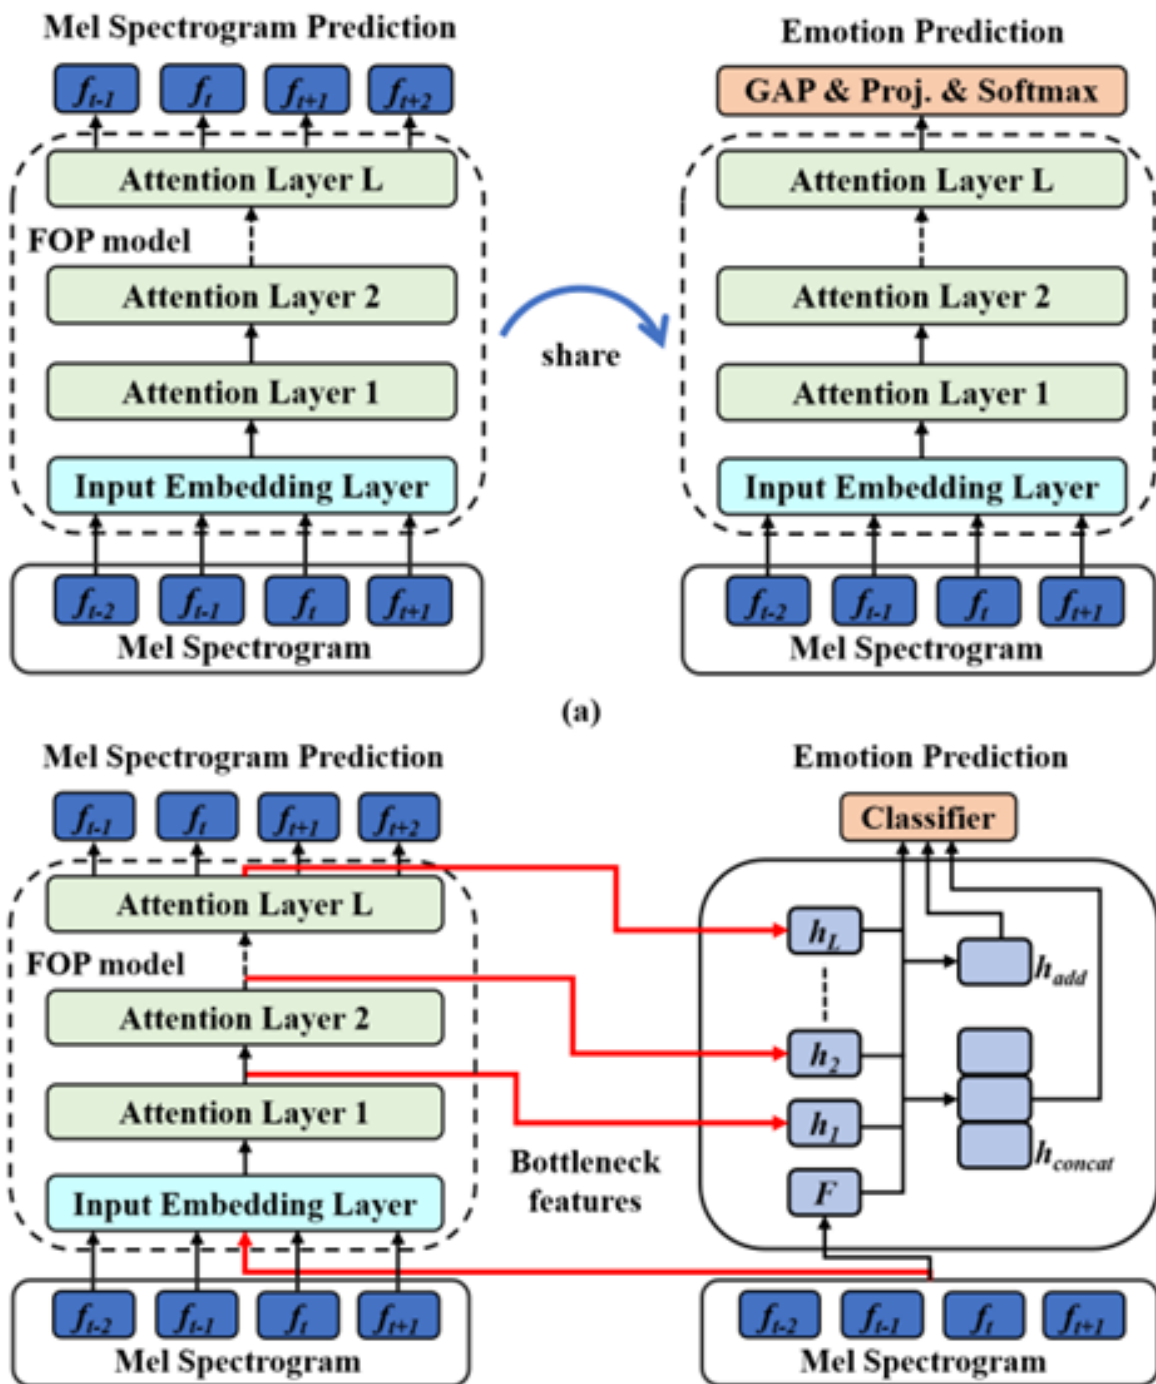 Mel Spectrogram Prediction
f_{t-1} f_t f_{t+1} f_{t+2}
Attention Layer L
FOP model
Attention Layer 2
Attention Layer 1
Input Embedding Layer
f_{t-2} f_{t-1} f_t f_{t+1}
Mel Spectrogram
share
Emotion Prediction
GAP & Proj. & Softmax
Attention Layer L
Attention Layer 2
Attention Layer 1
Input Embedding Layer
f_{t-2} f_{t-1} f_t f_{t+1}
Mel Spectrogram
(a)
Mel Spectrogram Prediction
f_{t-1} f_t f_{t+1} f_{t+2}
Attention Layer L
FOP model
Attention Layer 2
Attention Layer 1
Input Embedding Layer
f_{t-2} f_{t-1} f_t f_{t+1}
Mel Spectrogram
Bottleneck
features
Emotion Prediction
Classifier
h_L
h_{add}
h_2
h_1
h_{concat}
F
f_{t-2} f_{t-1} f_t f_{t+1}
Mel Spectrogram